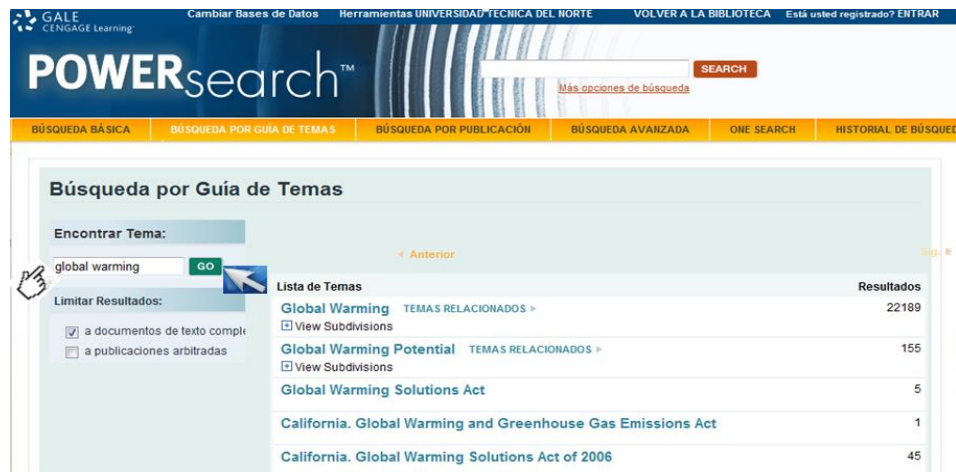 GALE Cambiar Bases de Datos Herramientas UNIVERSIDAD TECNICA DEL NORTE VOLVER A LA BIBLIOTECA Está usted registrado? ENTRAR
CENGAGE Learning
POWERsearch™
SEARCH
Más opciones de búsqueda
BÚSQUEDA BÁSICA BÚSQUEDA POR GUÍA DE TEMAS BÚSQUEDA POR PUBLICACIÓN BÚSQUEDA AVANZADA ONE SEARCH HISTORIAL DE BÚSQUE
Búsqueda por Guía de Temas
Encontrar Tema:
Anterior Sig.
global warming GO
Lista de Temas Resultados
Limitar Resultados:
Global Warming TEMAS RELACIONADOS 22189
View Subdivisions
a documentos de texto comple
a publicaciones arbitradas
Global Warming Potential TEMAS RELACIONADOS 155
View Subdivisions
Global Warming Solutions Act 5
California. Global Warming and Greenhouse Gas Emissions Act 1
California. Global Warming Solutions Act of 2006 45